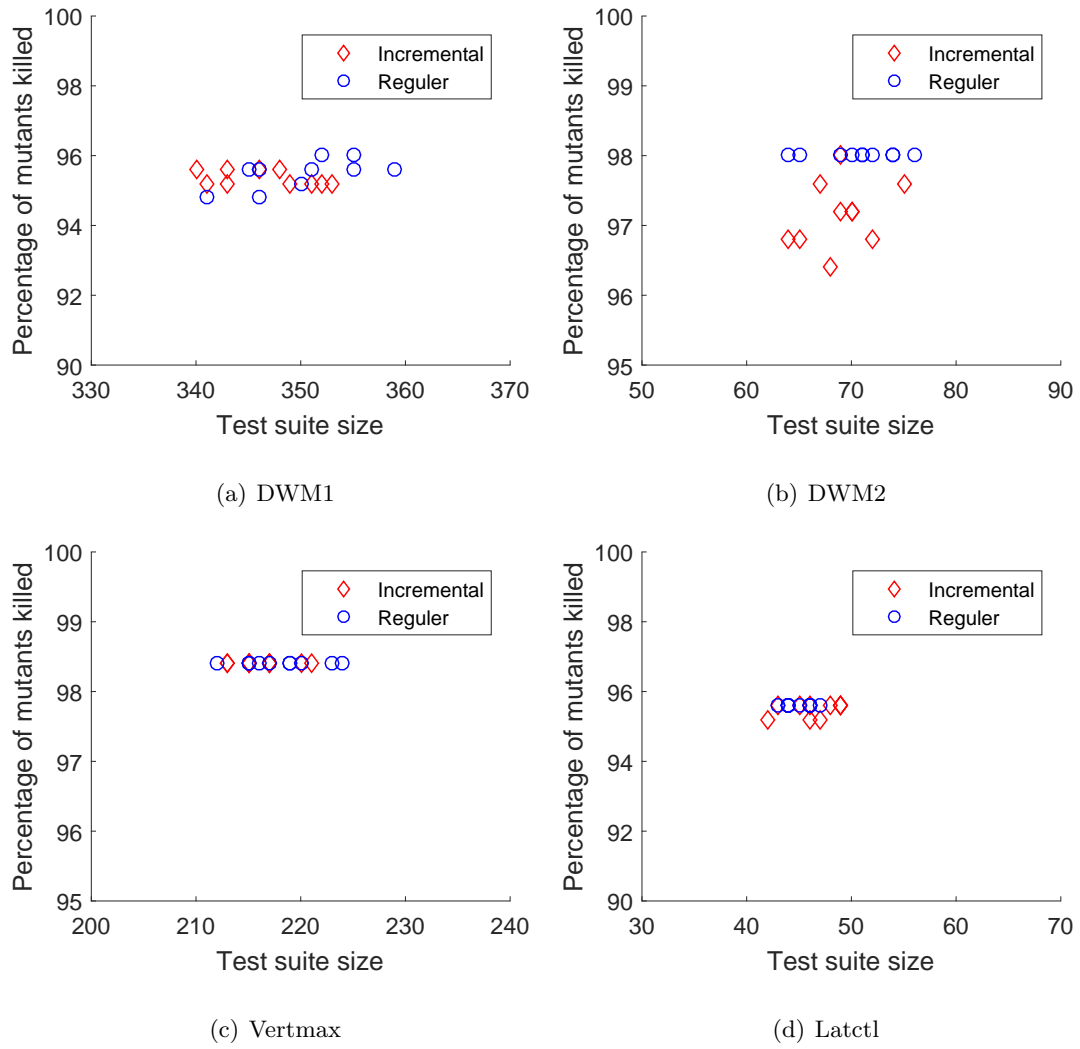 100
98
96
94
92
90
330 340 350 360 370
Percentage of mutants killed
Test suite size
Incremental
Reguler
(a) DWM1
100
99
98
97
96
95
50 60 70 80 90
Percentage of mutants killed
Test suite size
Incremental
Reguler
(b) DWM2
100
99
98
97
96
95
200 210 220 230 240
Percentage of mutants killed
Test suite size
Incremental
Reguler
(c) Vertmax
100
98
96
94
92
90
30 40 50 60 70
Percentage of mutants killed
Test suite size
Incremental
Reguler
(d) Latctl